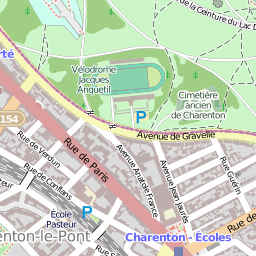 la Ceinture du Lac D
rté
Vélodrome
Jacques
Anquetil
P
Cimetière
ancien
de Charenton
154
Avenue de Gravelle
Rue de Verdun
Rue de Paris
Avenue Anatole France
Avenue Jean Jaurès
Rue Guérin
Rue de Conflans
École
Pasteur
P
Rue de
enton-le-Pont
Charenton - Écoles